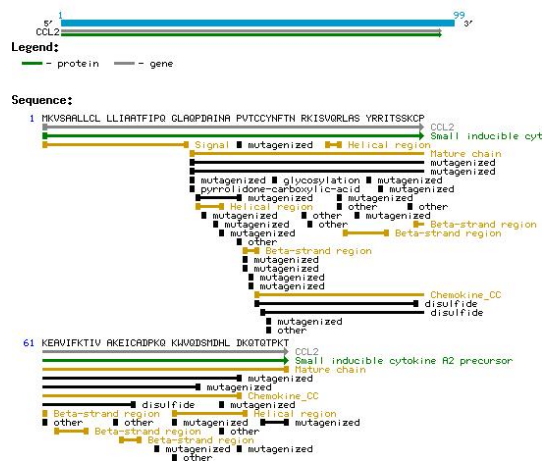 1 99
5' 3'
CCL2
Legend:
- protein - gene
Sequence:
1 MKVSAALLCL LLIAATFIPQ GLAQPDAINA PVTCCYNFTN RKISVQRLAS YRRITSSKCP
CCL2
Small inducible cyt
Signal mutagenized Helical region
Mature chain
mutagenized
mutagenized
mutagenized glycosylation mutagenized
pyrrolidone-carboxylic-acid mutagenized
mutagenized mutagenized
Helical region other other
mutagenized other mutagenized
mutagenized other Beta-strand region
mutagenized Beta-strand region
other
Beta-strand region
mutagenized
mutagenized
mutagenized
mutagenized
Chemokine_CC
disulfide
disulfide
mutagenized
other
61 KEAVIFKTIV AKEICADPKQ KWVQDSMDHL DKQTQTPKT
CCL2
Small inducible cytokine A2 precursor
Mature chain
mutagenized
mutagenized
Chemokine_CC
disulfide mutagenized
Beta-strand region Helical region
other other mutagenized mutagenized
Beta-strand region other
Beta-strand region
mutagenized mutagenized
other